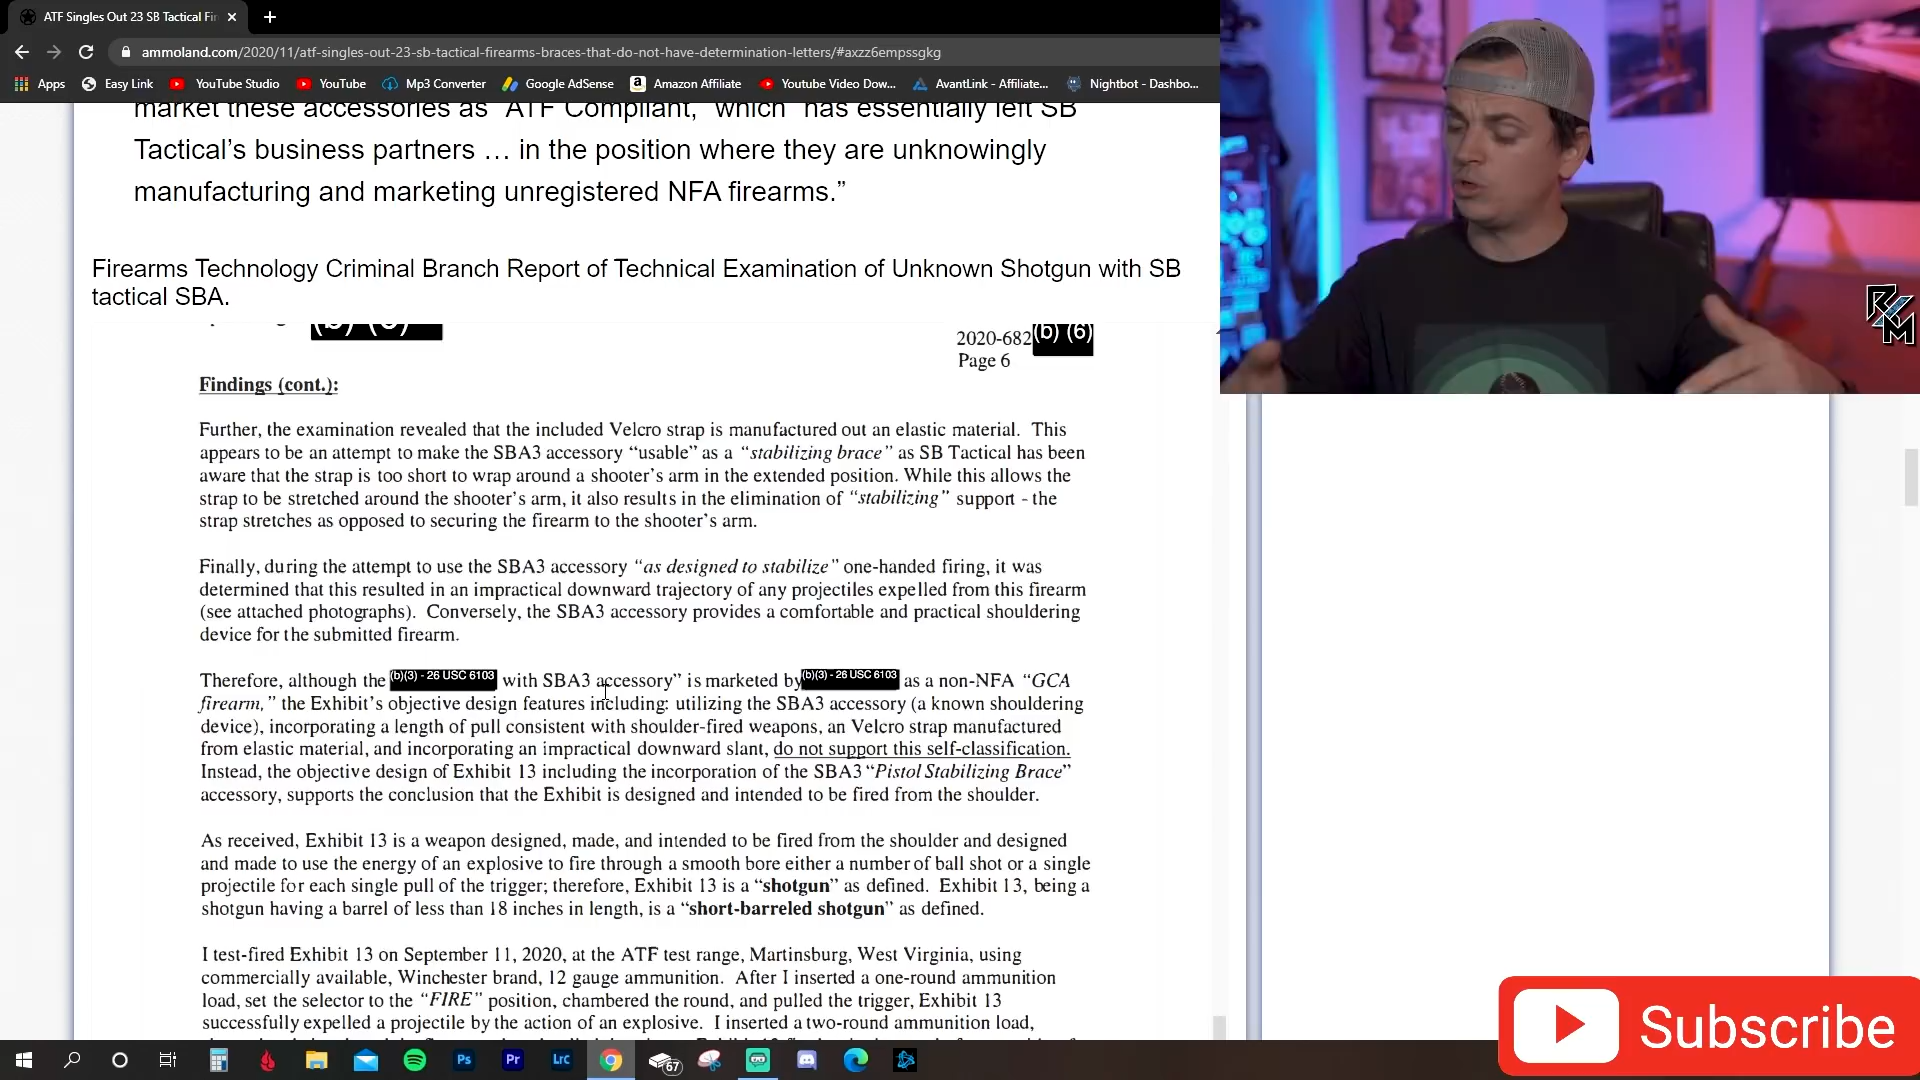 ATF Singles Out 23 SB Tactical Fir
ammoland.com/2020/11/atf-singles-out-23-sb-tactical-firearms-braces-that-do-not-have-determination-letters/#axzz6empssgkg
Apps Easy Link YouTube Studio YouTube Mp3 Converter Google AdSense Amazon Affiliate Youtube Video Dow... AvantLink - Affiliate... Nightbot - Dashbo...
market these accessories as “ATF Compliant,” which “has essentially left SB
Tactical’s business partners … in the position where they are unknowingly
manufacturing and marketing unregistered NFA firearms.”
Firearms Technology Criminal Branch Report of Technical Examination of Unknown Shotgun with SB
tactical SBA.
(b) (6)
2020-682 (b) (6)
Page 6
Findings (cont.):
Further, the examination revealed that the included Velcro strap is manufactured out an elastic material. This
appears to be an attempt to make the SBA3 accessory “usable” as a “stabilizing brace” as SB Tactical has been
aware that the strap is too short to wrap around a shooter’s arm in the extended position. While this allows the
strap to be stretched around the shooter’s arm, it also results in the elimination of “stabilizing” support - the
strap stretches as opposed to securing the firearm to the shooter’s arm.
Finally, during the attempt to use the SBA3 accessory “as designed to stabilize” one-handed firing, it was
determined that this resulted in an impractical downward trajectory of any projectiles expelled from this firearm
(see attached photographs). Conversely, the SBA3 accessory provides a comfortable and practical shouldering
device for the submitted firearm.
Therefore, although the (b)(3) - 26 USC 6103 with SBA3 accessory” is marketed by (b)(3) - 26 USC 6103 as a non-NFA “GCA
firearm,” the Exhibit’s objective design features including: utilizing the SBA3 accessory (a known shouldering
device), incorporating a length of pull consistent with shoulder-fired weapons, an Velcro strap manufactured
from elastic material, and incorporating an impractical downward slant, do not support this self-classification.
Instead, the objective design of Exhibit 13 including the incorporation of the SBA3 “Pistol Stabilizing Brace”
accessory, supports the conclusion that the Exhibit is designed and intended to be fired from the shoulder.
As received, Exhibit 13 is a weapon designed, made, and intended to be fired from the shoulder and designed
and made to use the energy of an explosive to fire through a smooth bore either a number of ball shot or a single
projectile for each single pull of the trigger; therefore, Exhibit 13 is a “shotgun” as defined. Exhibit 13, being a
shotgun having a barrel of less than 18 inches in length, is a “short-barreled shotgun” as defined.
I test-fired Exhibit 13 on September 11, 2020, at the ATF test range, Martinsburg, West Virginia, using
commercially available, Winchester brand, 12 gauge ammunition. After I inserted a one-round ammunition
load, set the selector to the “FIRE” position, chambered the round, and pulled the trigger, Exhibit 13
successfully expelled a projectile by the action of an explosive. I inserted a two-round ammunition load,
Subscribe
Ps Pr Lrc 67